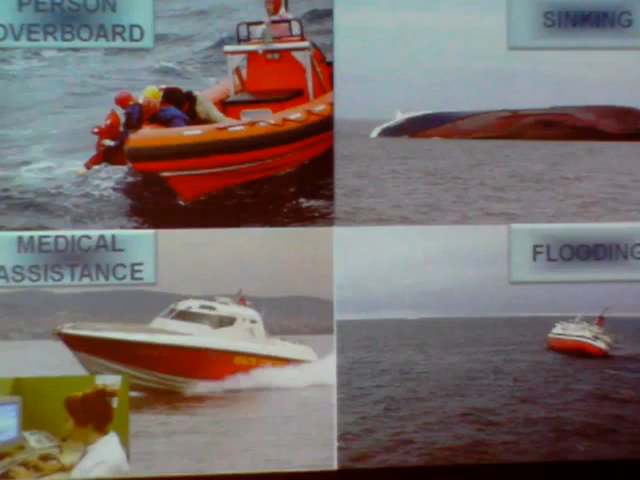 PERSON
OVERBOARD
SINKING
MEDICAL
ASSISTANCE
FLOODING